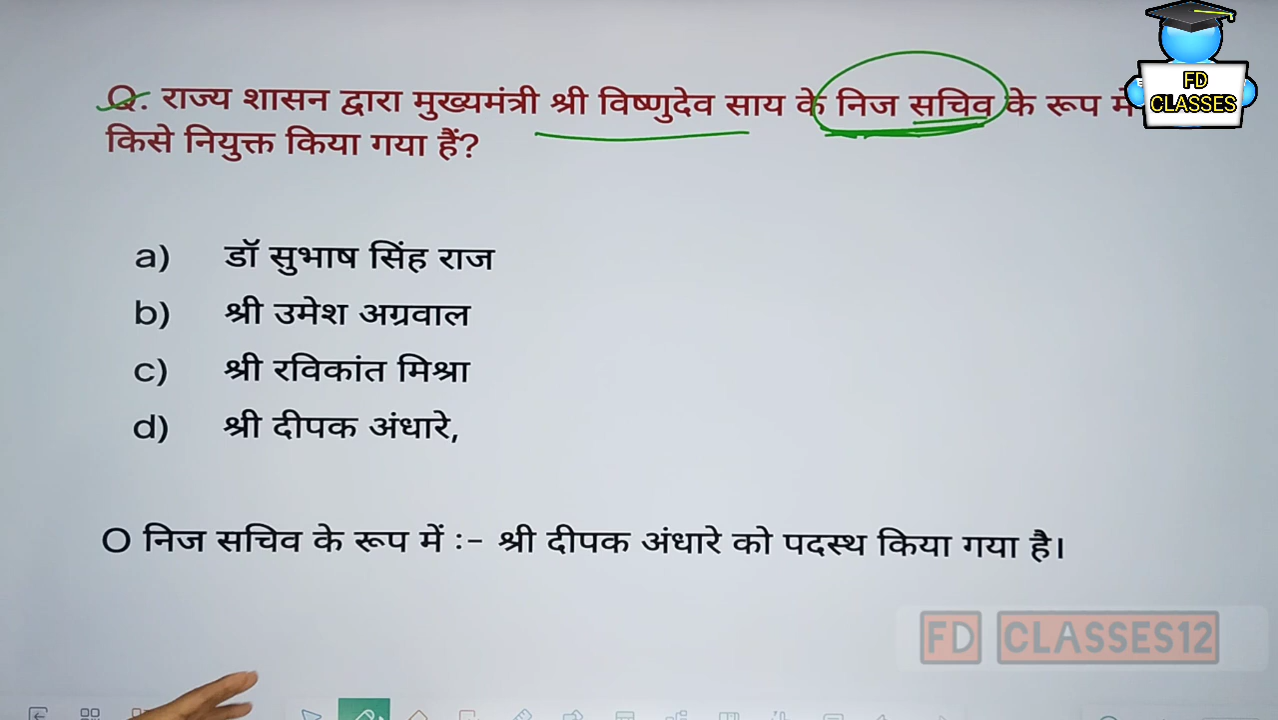 Q. राज्य शासन द्वारा मुख्यमंत्री श्री विष्णुदेव साय के निज सचिव के रूप में
किसे नियुक्त किया गया हैं?
a) डॉ सुभाष सिंह राज
b) श्री उमेश अग्रवाल
c) श्री रविकांत मिश्रा
d) श्री दीपक अंधारे,
O निज सचिव के रूप में :- श्री दीपक अंधारे को पदस्थ किया गया है।
FD
CLASSES
FD CLASSES12